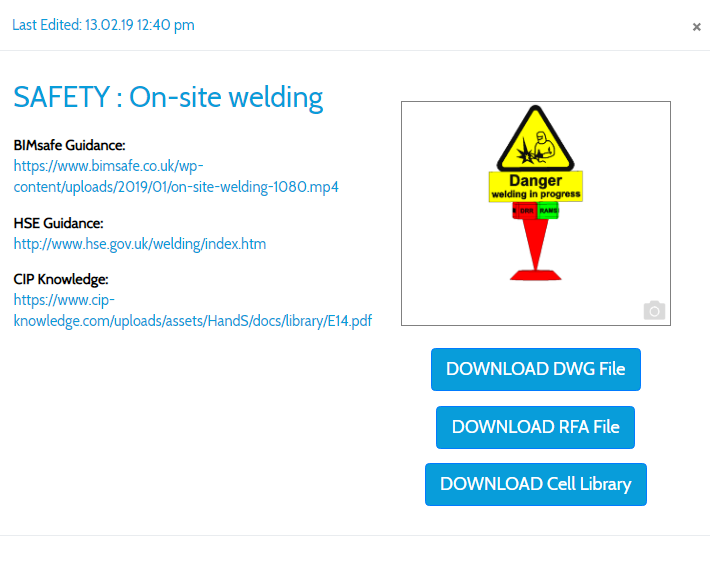 Last Edited: 13.02.19 12:40 pm
×
SAFETY : On-site welding
BIMsafe Guidance:
https://www.bimsafe.co.uk/wp-
content/uploads/2019/01/on-site-welding-1080.mp4
HSE Guidance:
http://www.hse.gov.uk/welding/index.htm
CIP Knowledge:
https://www.cip-
knowledge.com/uploads/assets/HandS/docs/library/E14.pdf
Danger
welding in progress
RAMS
DOWNLOAD DWG File
DOWNLOAD RFA File
DOWNLOAD Cell Library